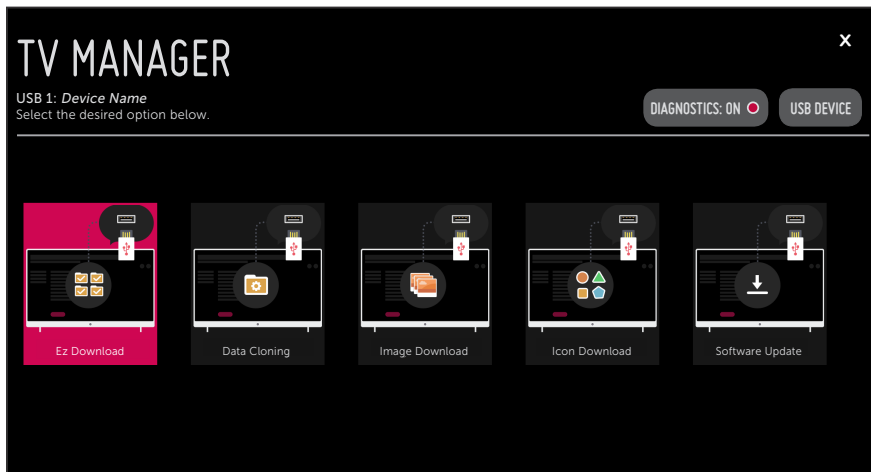 TV MANAGER
X
USB 1: Device Name
Select the desired option below.
DIAGNOSTICS: ON
USB DEVICE
Ez Download
Data Cloning
Image Download
Icon Download
Software Update